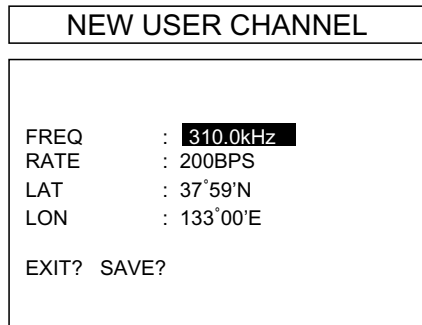 NEW USER CHANNEL
FREQ : 310.0kHz
RATE : 200BPS
LAT : 37°59'N
LON : 133°00'E
EXIT? SAVE?